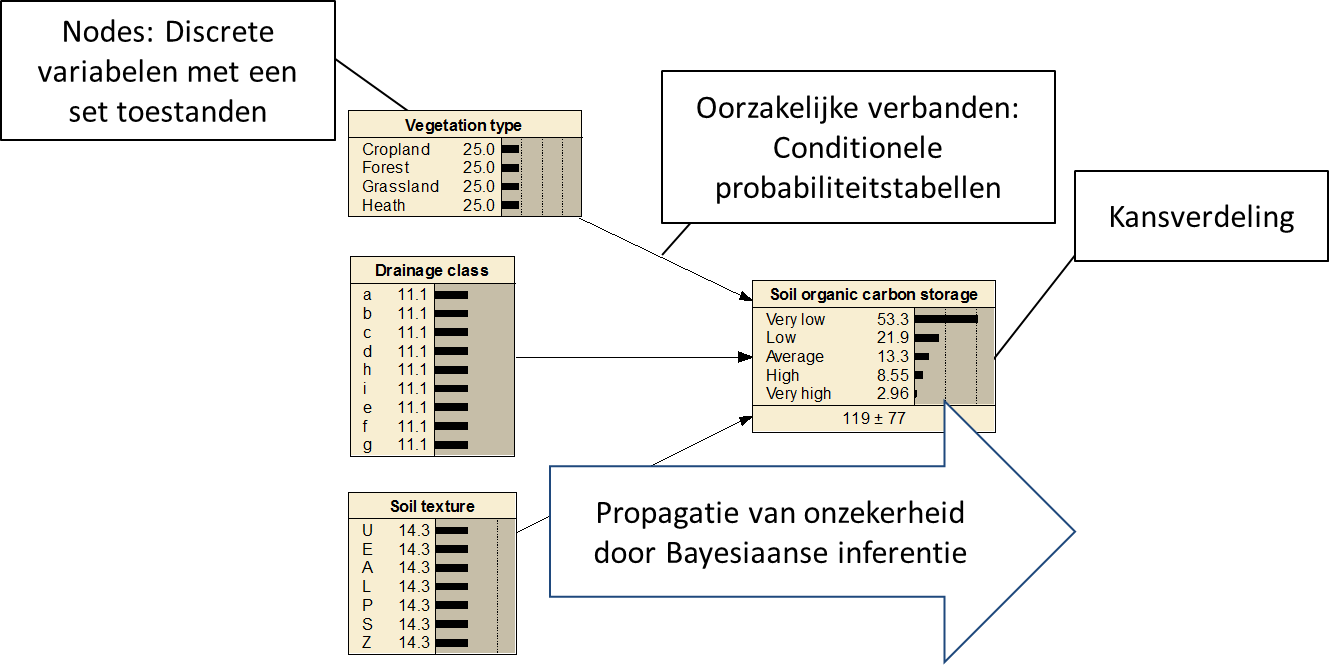 Nodes: Discrete
variabelen met een
set toestanden
Oorzakelijke verbanden:
Conditionele
probabiliteitstabellen
Kansverdeling
Vegetation type
Cropland 25.0
Forest 25.0
Grassland 25.0
Heath 25.0
Drainage class
a 11.1
b 11.1
c 11.1
d 11.1
h 11.1
i 11.1
e 11.1
f 11.1
g 11.1
Soil texture
U 14.3
E 14.3
A 14.3
L 14.3
P 14.3
S 14.3
Z 14.3
Soil organic carbon storage
Very low 53.3
Low 21.9
Average 13.3
High 8.55
Very high 2.96
119 ± 77
Propagatie van onzekerheid
door Bayesiaanse inferentie